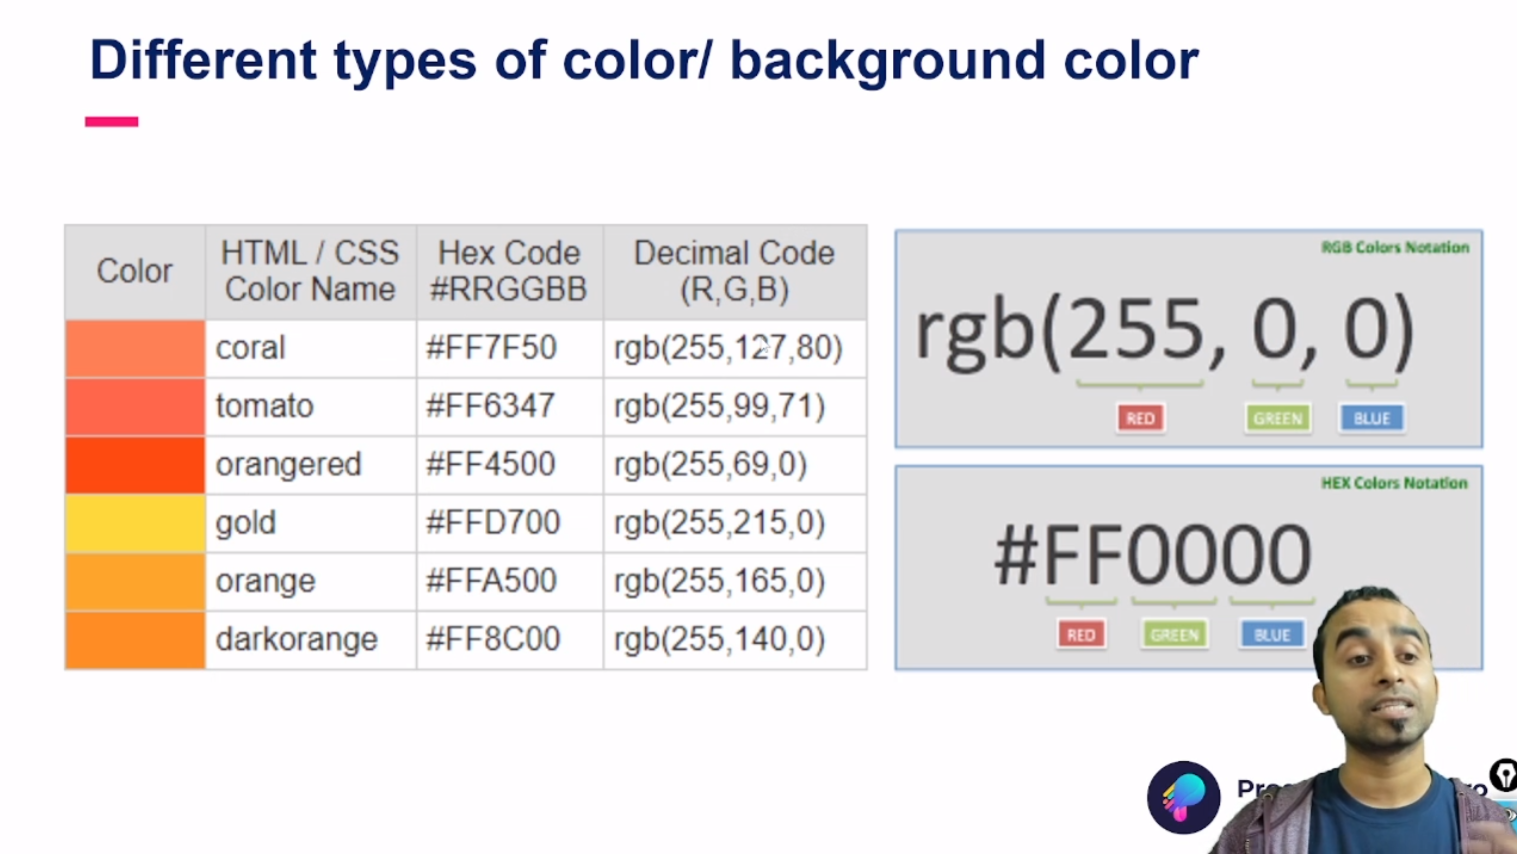 Different types of color/ background color
Color
HTML / CSS
Color Name
Hex Code
#RRGGBB
Decimal Code
(R,G,B)
coral
#FF7F50
rgb(255,127,80)
tomato
#FF6347
rgb(255,99,71)
orangered
#FF4500
rgb(255,69,0)
gold
#FFD700
rgb(255,215,0)
orange
#FFA500
rgb(255,165,0)
darkorange
#FF8C00
rgb(255,140,0)
RGB Colors Notation
rgb(255, 0, 0)
RED
GREEN
BLUE
HEX Colors Notation
#FF0000
RED
GREEN
BLUE